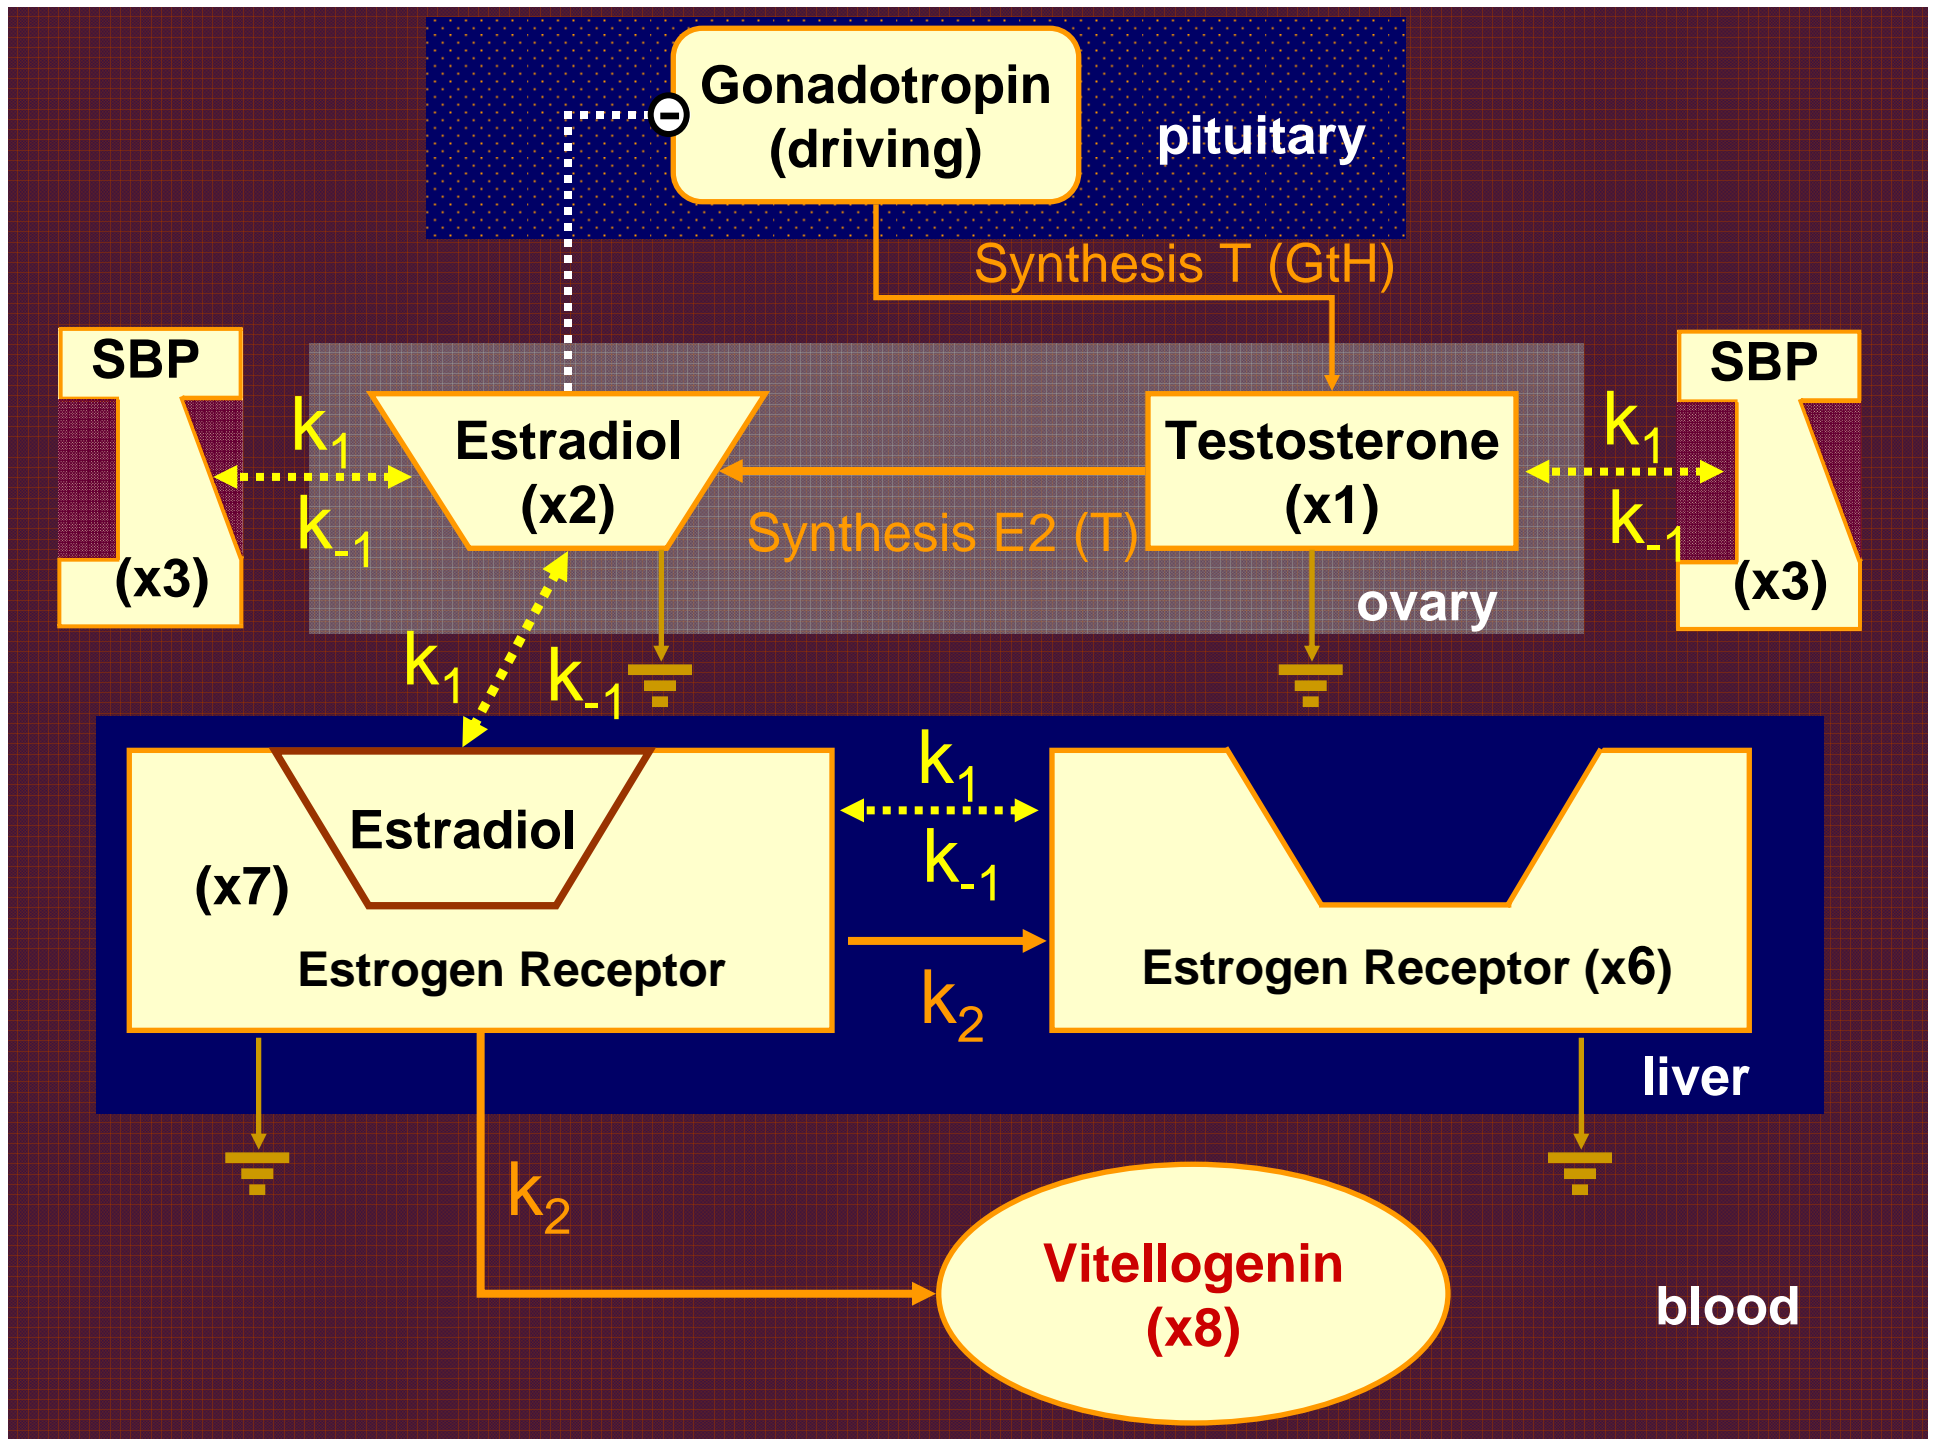 Gonadotropin
(driving)
-
pituitary
Synthesis T (GtH)
SBP
(x3)
k1
k-1
Estradiol
(x2)
Synthesis E2 (T)
Testosterone
(x1)
k1
k-1
SBP
(x3)
ovary
k1
k-1
Estradiol
(x7)
Estrogen Receptor
k1
k-1
k2
Estrogen Receptor (x6)
liver
k2
Vitellogenin
(x8)
blood